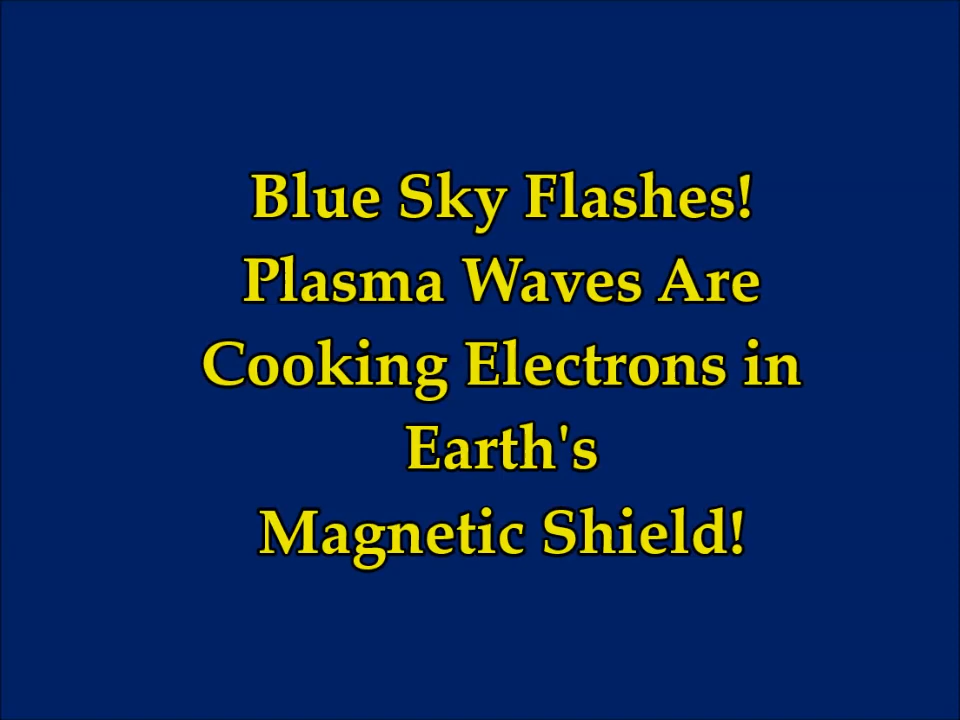 Blue Sky Flashes!
Plasma Waves Are
Cooking Electrons in
Earth's
Magnetic Shield!